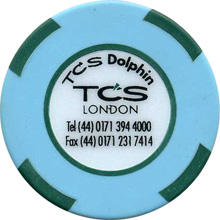 TCS Dolphin
TCS
LONDON
Tel (44) 0171 394 4000
Fax (44) 0171 231 7414